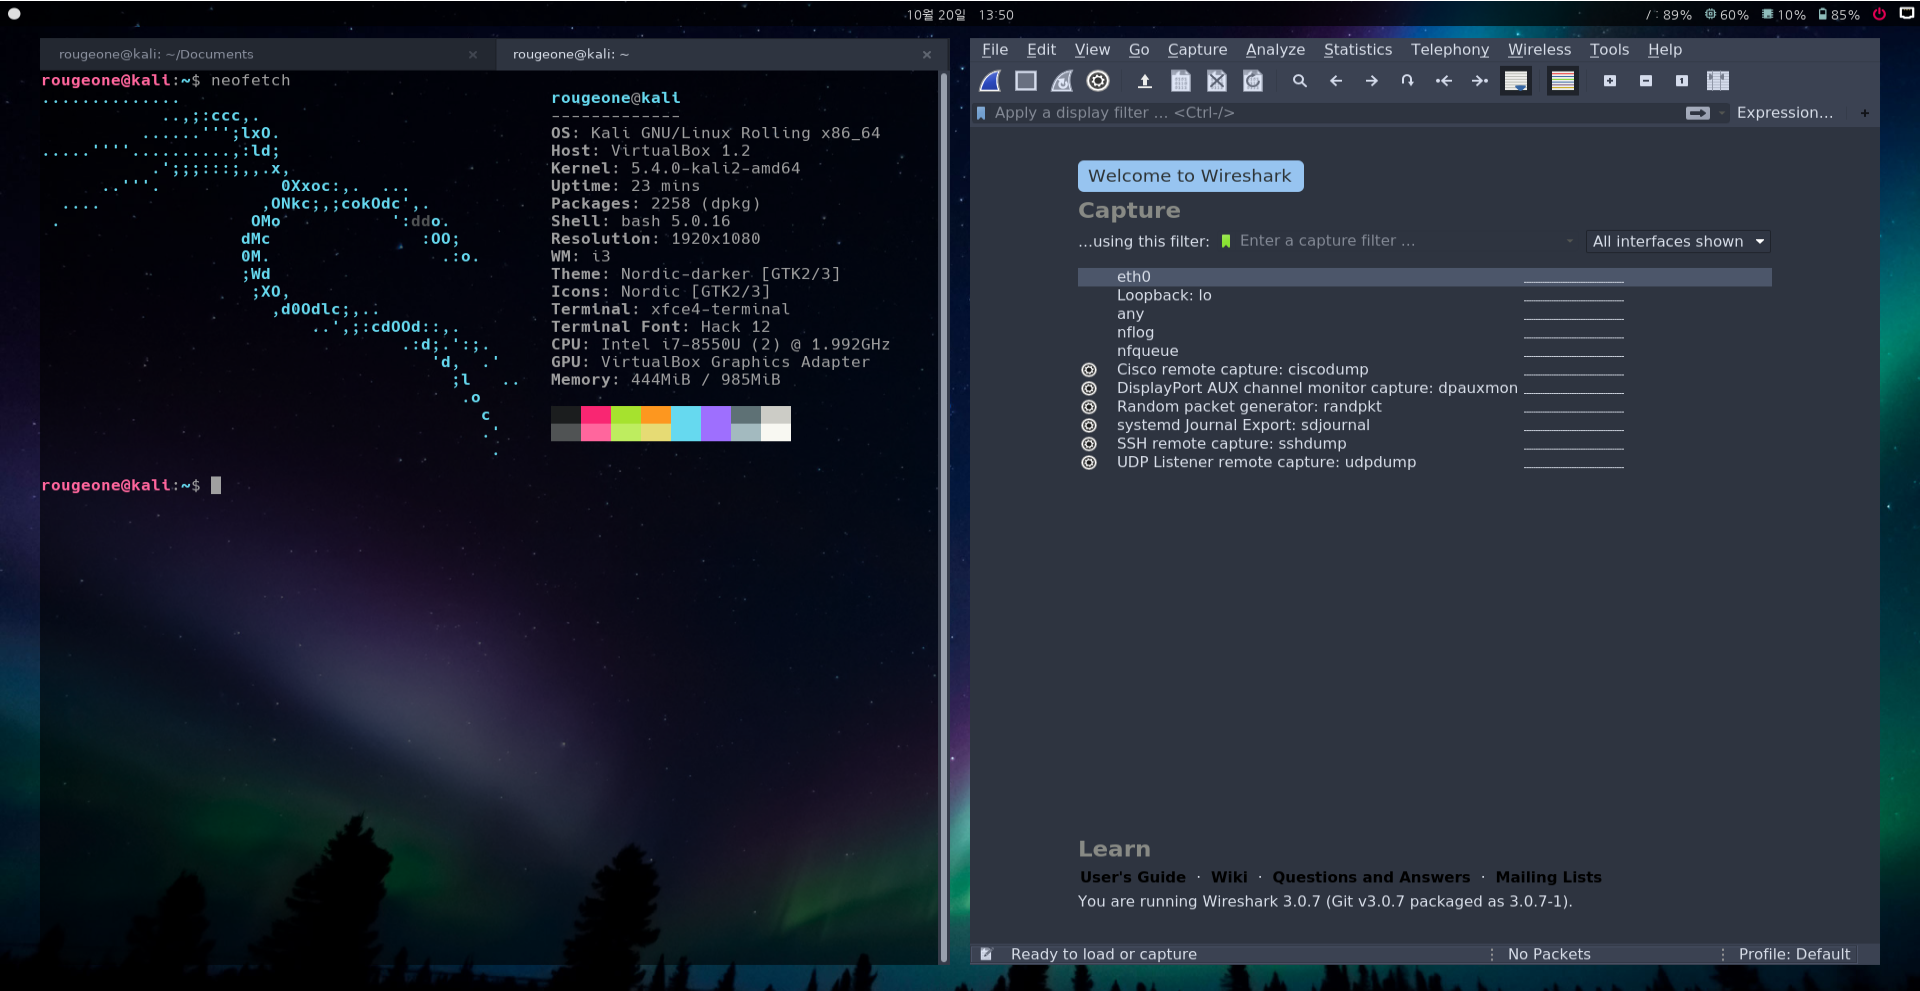 10월 20일 13:50
/: 89% 60% 10% 85%
rougeone@kali: ~/Documents
rougeone@kali: ~
rougeone@kali:~$ neofetch
..............
..,;:ccc,.
......''';lxO.
.....''''..........,:ld;
.';;;:::;,,.x,
..'''. 0Xxoc:,. ...
.... ,ONkc;,;cokOdc',.
. OMo ':ddo.
dMc :OO;
0M. .:o.
;Wd
;XO,
,d0Odlc;,..
..',;:cdOOd::,.
.:d;.':;.
'd, .'
;l ..
.o
c
.'
.
rougeone@kali
-------------
OS: Kali GNU/Linux Rolling x86_64
Host: VirtualBox 1.2
Kernel: 5.4.0-kali2-amd64
Uptime: 23 mins
Packages: 2258 (dpkg)
Shell: bash 5.0.16
Resolution: 1920x1080
WM: i3
Theme: Nordic-darker [GTK2/3]
Icons: Nordic [GTK2/3]
Terminal: xfce4-terminal
Terminal Font: Hack 12
CPU: Intel i7-8550U (2) @ 1.992GHz
GPU: VirtualBox Graphics Adapter
Memory: 444MiB / 985MiB
rougeone@kali:~$
File Edit View Go Capture Analyze Statistics Telephony Wireless Tools Help
Apply a display filter ... <Ctrl-/>
Expression...
+
Welcome to Wireshark
Capture
...using this filter: Enter a capture filter ...
All interfaces shown
eth0
Loopback: lo
any
nflog
nfqueue
Cisco remote capture: ciscodump
DisplayPort AUX channel monitor capture: dpauxmon
Random packet generator: randpkt
systemd Journal Export: sdjournal
SSH remote capture: sshdump
UDP Listener remote capture: udpdump
Learn
User's Guide · Wiki · Questions and Answers · Mailing Lists
You are running Wireshark 3.0.7 (Git v3.0.7 packaged as 3.0.7-1).
Ready to load or capture
No Packets
Profile: Default